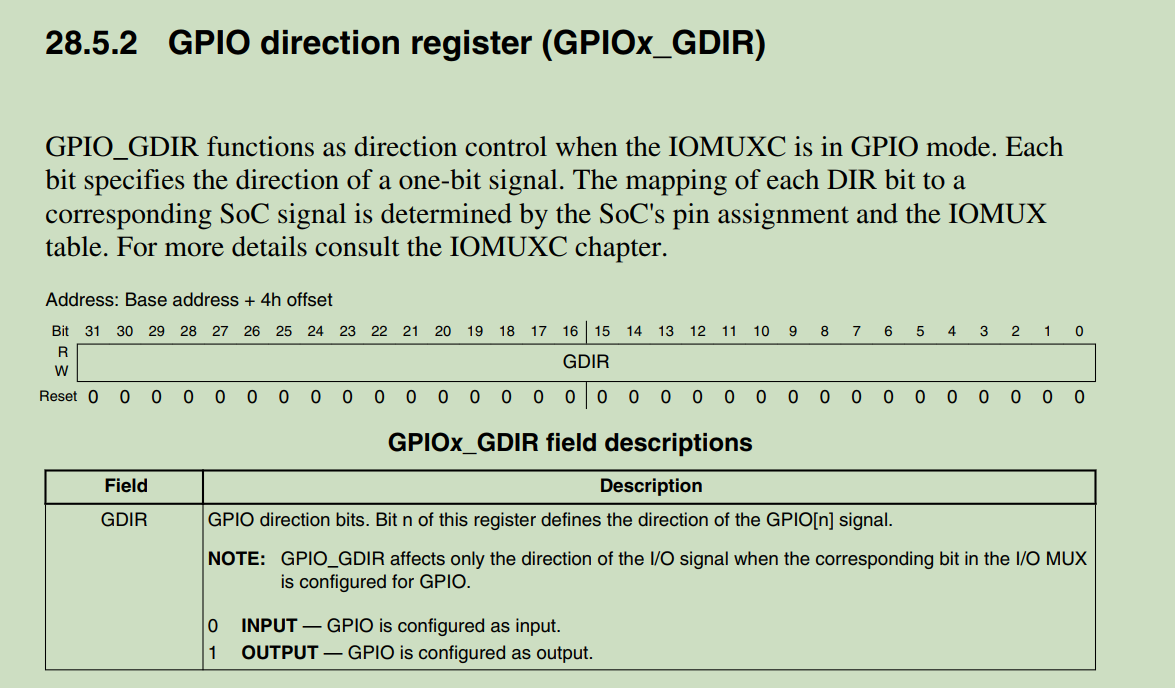 28.5.2 GPIO direction register (GPIOx_GDIR)
GPIO_GDIR functions as direction control when the IOMUXC is in GPIO mode. Each
bit specifies the direction of a one-bit signal. The mapping of each DIR bit to a
corresponding SoC signal is determined by the SoC's pin assignment and the IOMUX
table. For more details consult the IOMUXC chapter.
Address: Base address + 4h offset
Bit 31 30 29 28 27 26 25 24 23 22 21 20 19 18 17 16 15 14 13 12 11 10 9 8 7 6 5 4 3 2 1 0
R
GDIR
W
Reset 0 0 0 0 0 0 0 0 0 0 0 0 0 0 0 0 0 0 0 0 0 0 0 0 0 0 0 0 0 0 0 0
GPIOx_GDIR field descriptions
Field Description
GDIR GPIO direction bits. Bit n of this register defines the direction of the GPIO[n] signal.
NOTE: GPIO_GDIR affects only the direction of the I/O signal when the corresponding bit in the I/O MUX
is configured for GPIO.
0 INPUT — GPIO is configured as input.
1 OUTPUT — GPIO is configured as output.